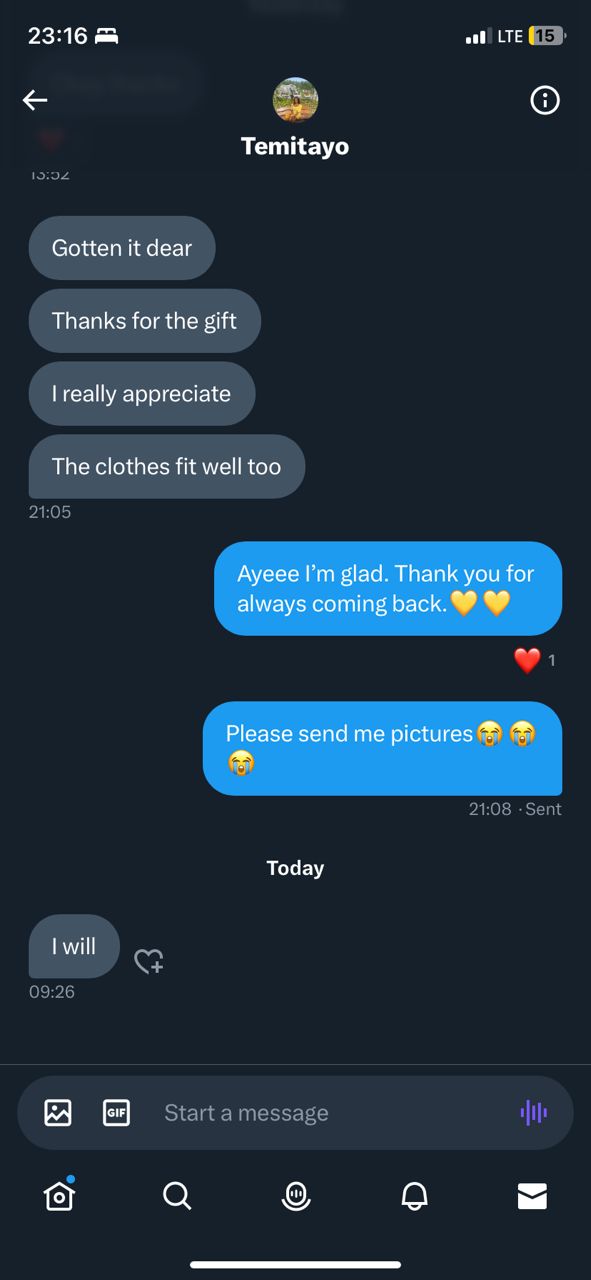 23:16
LTE 15
Temitayo
13:52
Gotten it dear
Thanks for the gift
I really appreciate
The clothes fit well too
21:05
Ayeee I’m glad. Thank you for
always coming back.💛💛
❤️ 1
Please send me pictures😭😭
😭
21:08 · Sent
Today
I will
09:26
GIF
Start a message